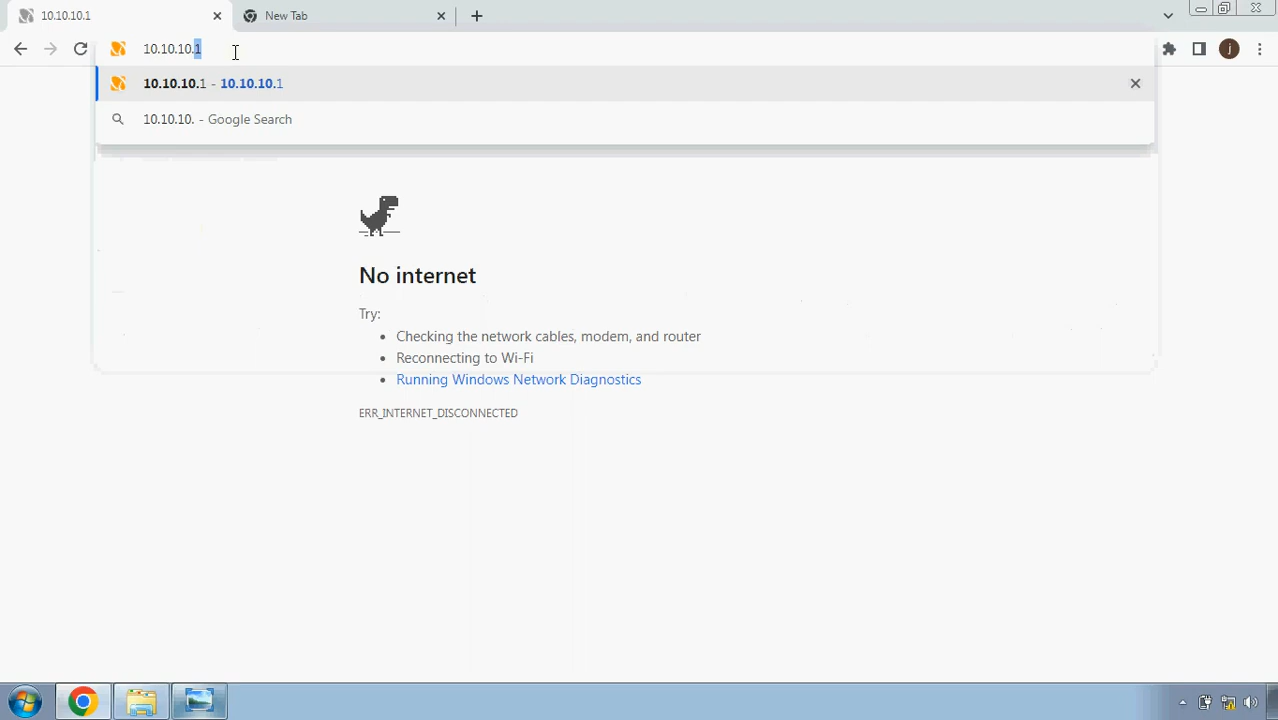 10.10.10.1
New Tab
10.10.10.1
j
10.10.10.1 - 10.10.10.1
10.10.10. - Google Search
No internet
Try:
• Checking the network cables, modem, and router
• Reconnecting to Wi-Fi
• Running Windows Network Diagnostics
ERR_INTERNET_DISCONNECTED